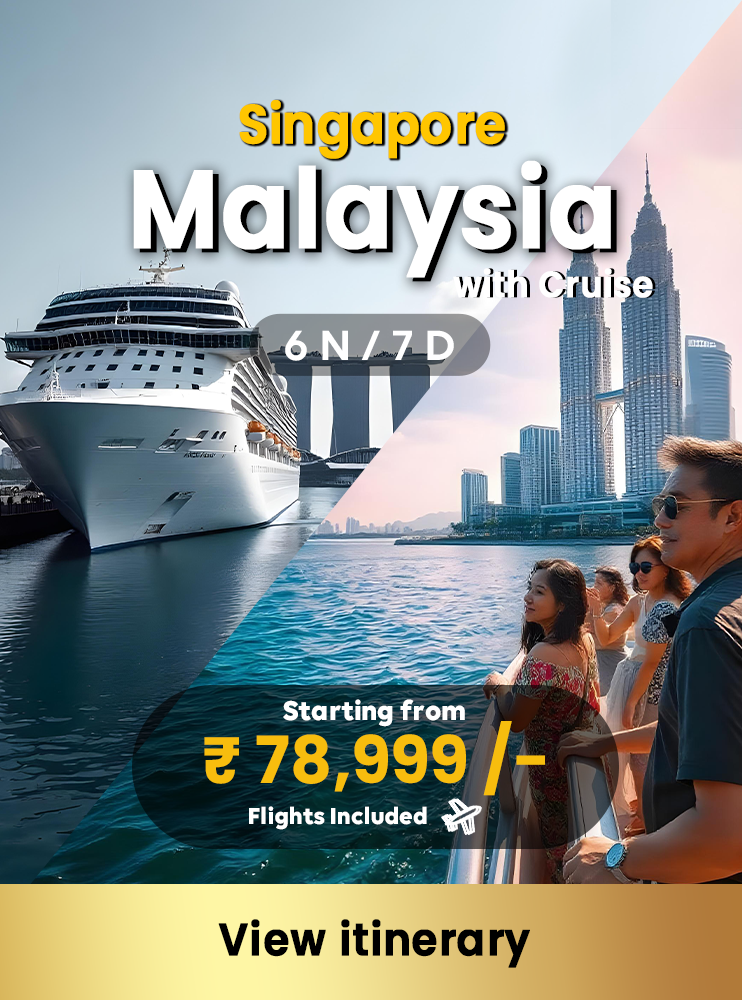 Singapore
Malaysia
with Cruise
6 N / 7 D
Starting from
₹ 78,999 /-
Flights Included
View itinerary